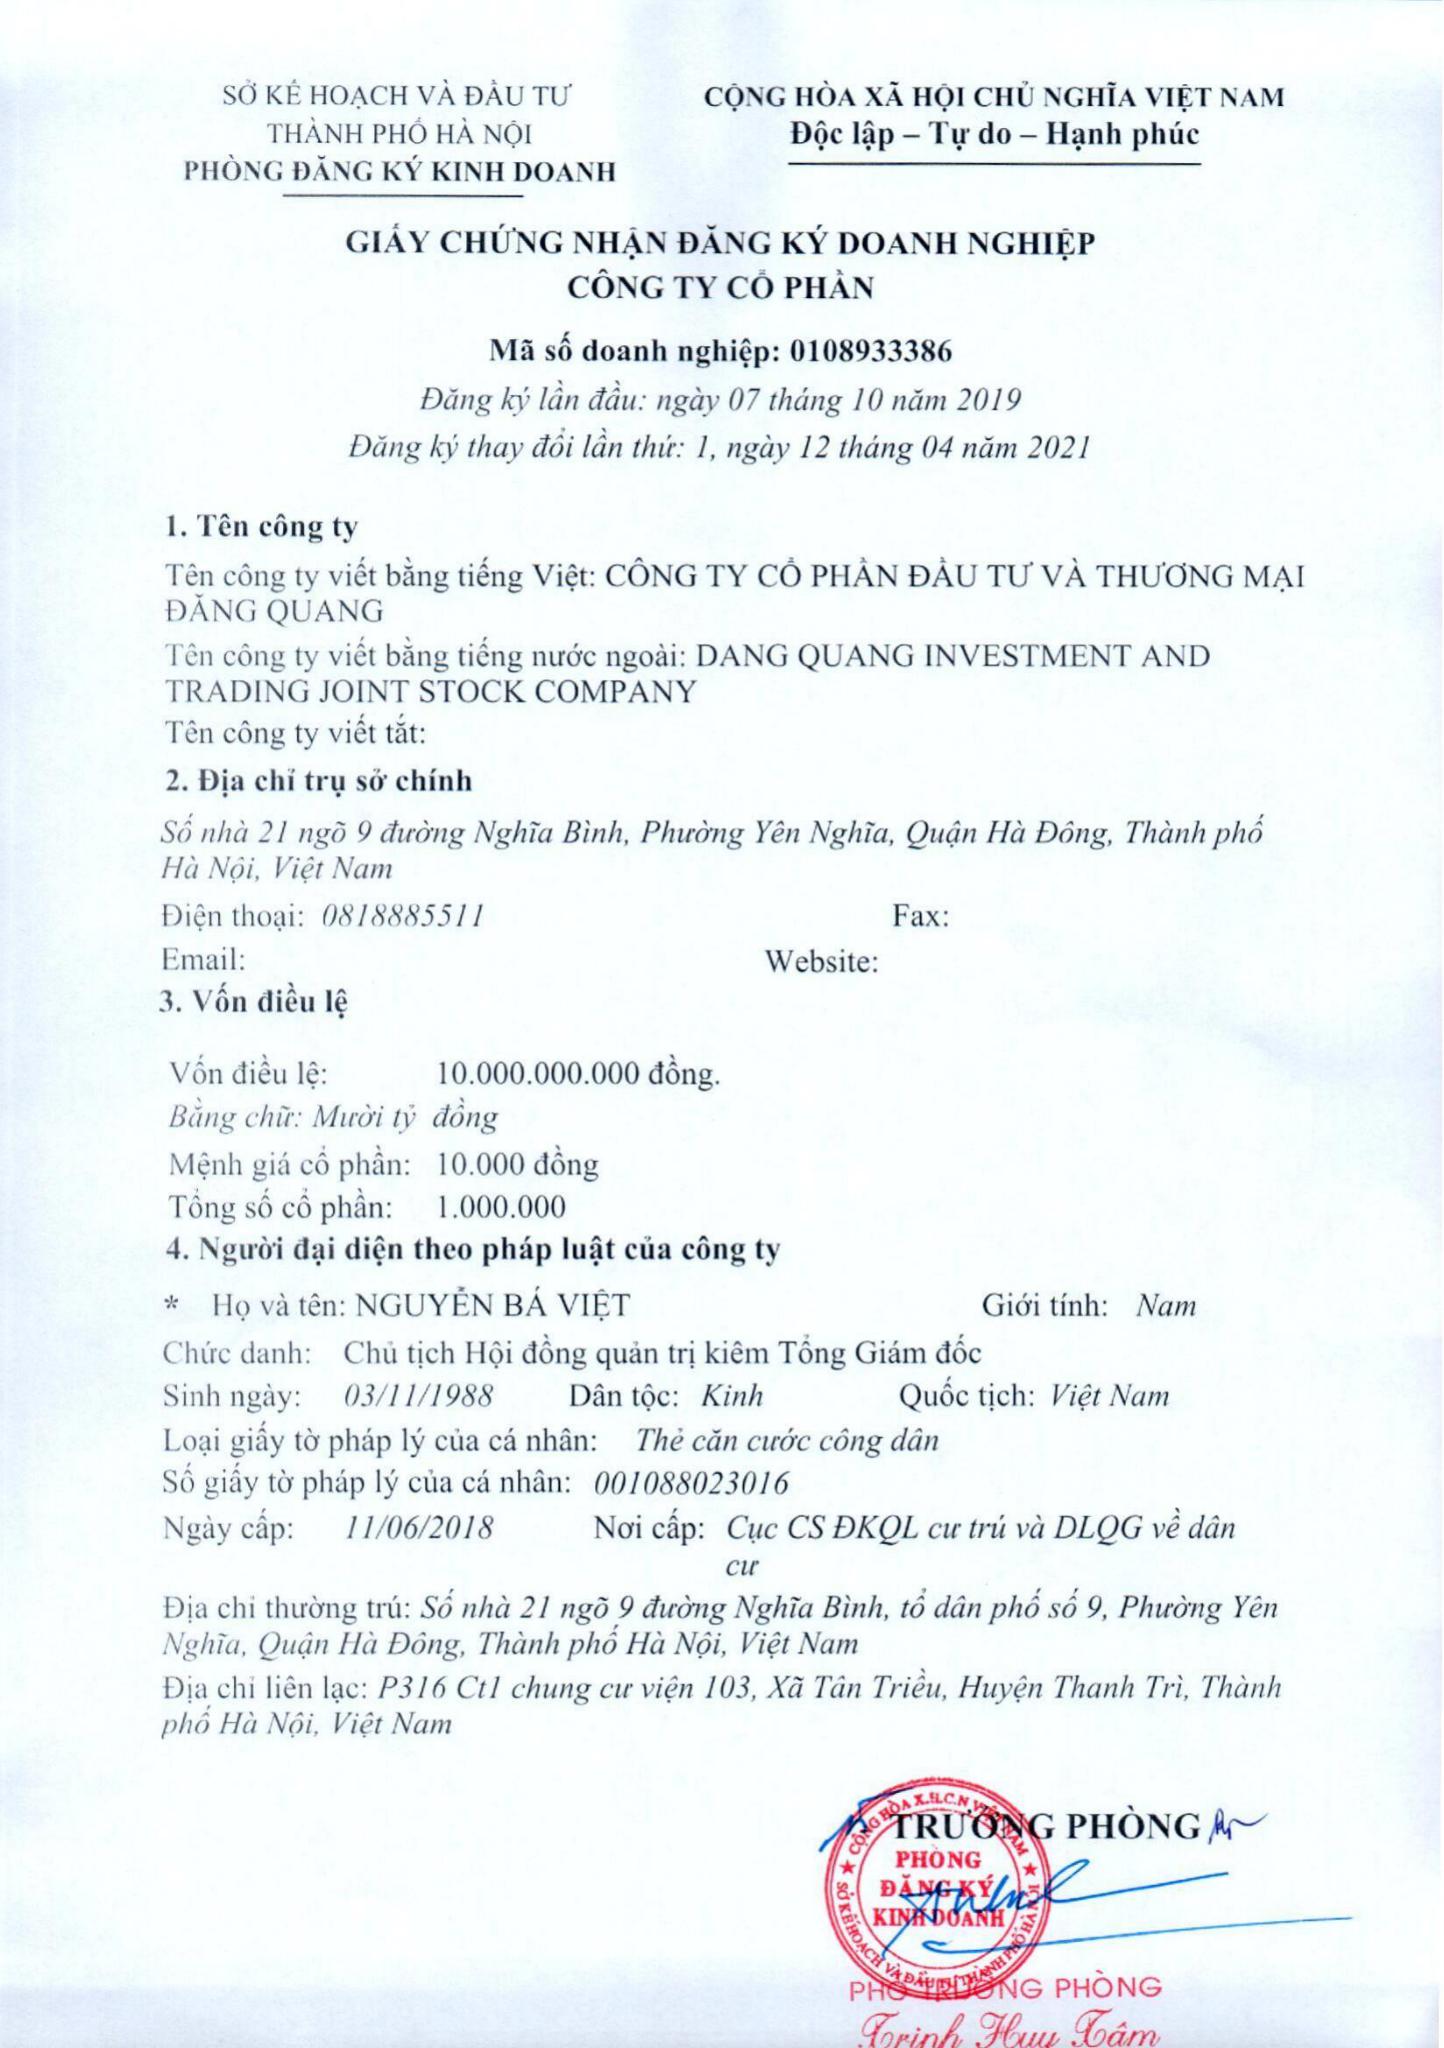 SỞ KẾ HOẠCH VÀ ĐẦU TƯ
THÀNH PHỐ HÀ NỘI
PHÒNG ĐĂNG KÝ KINH DOANH
CỘNG HÒA XÃ HỘI CHỦ NGHĨA VIỆT NAM
Độc lập – Tự do – Hạnh phúc
GIẤY CHỨNG NHẬN ĐĂNG KÝ DOANH NGHIỆP
CÔNG TY CỔ PHẦN
Mã số doanh nghiệp: 0108933386
Đăng ký lần đầu: ngày 07 tháng 10 năm 2019
Đăng ký thay đổi lần thứ: 1, ngày 12 tháng 04 năm 2021
1. Tên công ty
Tên công ty viết bằng tiếng Việt: CÔNG TY CỔ PHẦN ĐẦU TƯ VÀ THƯƠNG MẠI
ĐĂNG QUANG
Tên công ty viết bằng tiếng nước ngoài: DANG QUANG INVESTMENT AND
TRADING JOINT STOCK COMPANY
Tên công ty viết tắt:
2. Địa chỉ trụ sở chính
Số nhà 21 ngõ 9 đường Nghĩa Bình, Phường Yên Nghĩa, Quận Hà Đông, Thành phố
Hà Nội, Việt Nam
Điện thoại: 0818885511 Fax:
Email: Website:
3. Vốn điều lệ
Vốn điều lệ: 10.000.000.000 đồng.
Bằng chữ: Mười tỷ đồng
Mệnh giá cổ phần: 10.000 đồng
Tổng số cổ phần: 1.000.000
4. Người đại diện theo pháp luật của công ty
* Họ và tên: NGUYỄN BÁ VIỆT Giới tính: Nam
Chức danh: Chủ tịch Hội đồng quản trị kiêm Tổng Giám đốc
Sinh ngày: 03/11/1988 Dân tộc: Kinh Quốc tịch: Việt Nam
Loại giấy tờ pháp lý của cá nhân: Thẻ căn cước công dân
Số giấy tờ pháp lý của cá nhân: 001088023016
Ngày cấp: 11/06/2018 Nơi cấp: Cục CS ĐKQL cư trú và DLQG về dân
cư
Địa chỉ thường trú: Số nhà 21 ngõ 9 đường Nghĩa Bình, tổ dân phố số 9, Phường Yên
Nghĩa, Quận Hà Đông, Thành phố Hà Nội, Việt Nam
Địa chỉ liên lạc: P316 Ct1 chung cư viện 103, Xã Tân Triều, Huyện Thanh Trì, Thành
phố Hà Nội, Việt Nam
TRƯỞNG PHÒNG
CỘNG HÒA X.H.C.N VIỆT NAM
PHÒNG
ĐĂNG KÝ
KINH DOANH
SỞ KẾ HOẠCH VÀ ĐẦU TƯ THÀNH PHỐ HÀ NỘI
PHÓ TRƯỞNG PHÒNG
Trịnh Huy Tâm